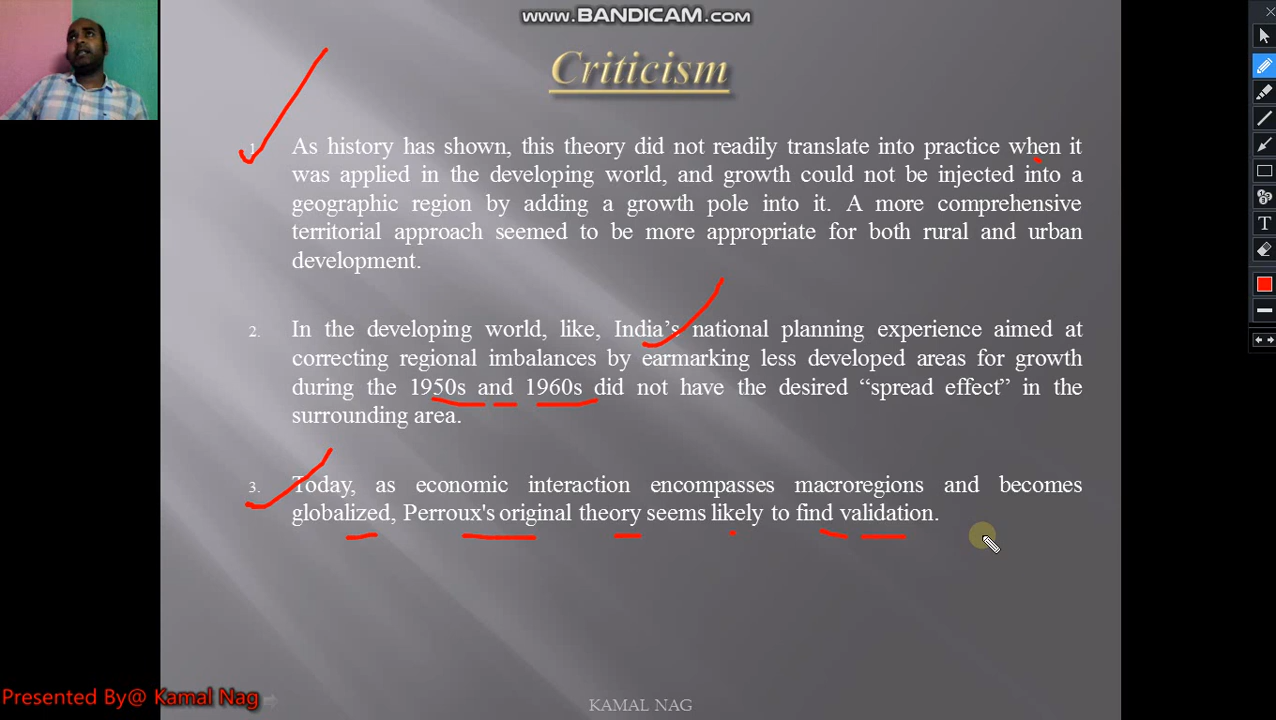 WWW.BANDICAM.COM
Criticism
1. As history has shown, this theory did not readily translate into practice when it
was applied in the developing world, and growth could not be injected into a
geographic region by adding a growth pole into it. A more comprehensive
territorial approach seemed to be more appropriate for both rural and urban
development.
2. In the developing world, like, India's national planning experience aimed at
correcting regional imbalances by earmarking less developed areas for growth
during the 1950s and 1960s did not have the desired “spread effect” in the
surrounding area.
3. Today, as economic interaction encompasses macroregions and becomes
globalized, Perroux's original theory seems likely to find validation.
Presented By@ Kamal Nag
KAMAL NAG